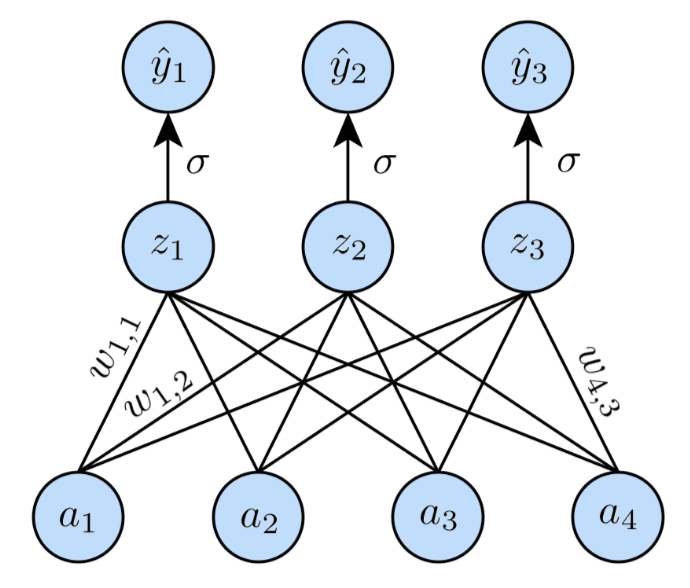 ŷ₁ ŷ₂ ŷ₃
σ σ σ
z₁ z₂ z₃
w₁,₁ w₁,₂ w₄,₃
a₁ a₂ a₃ a₄